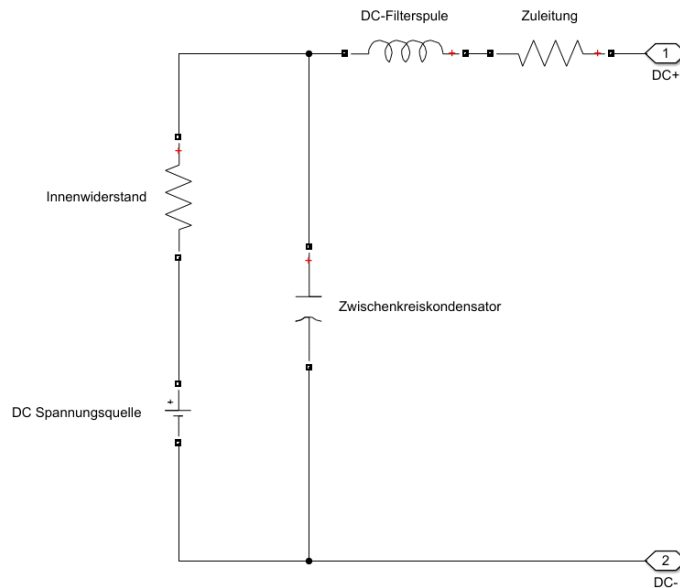 DC-Filterspule
Zuleitung
1
DC+
Innenwiderstand
Zwischenkreiskondensator
DC Spannungsquelle
2
DC-